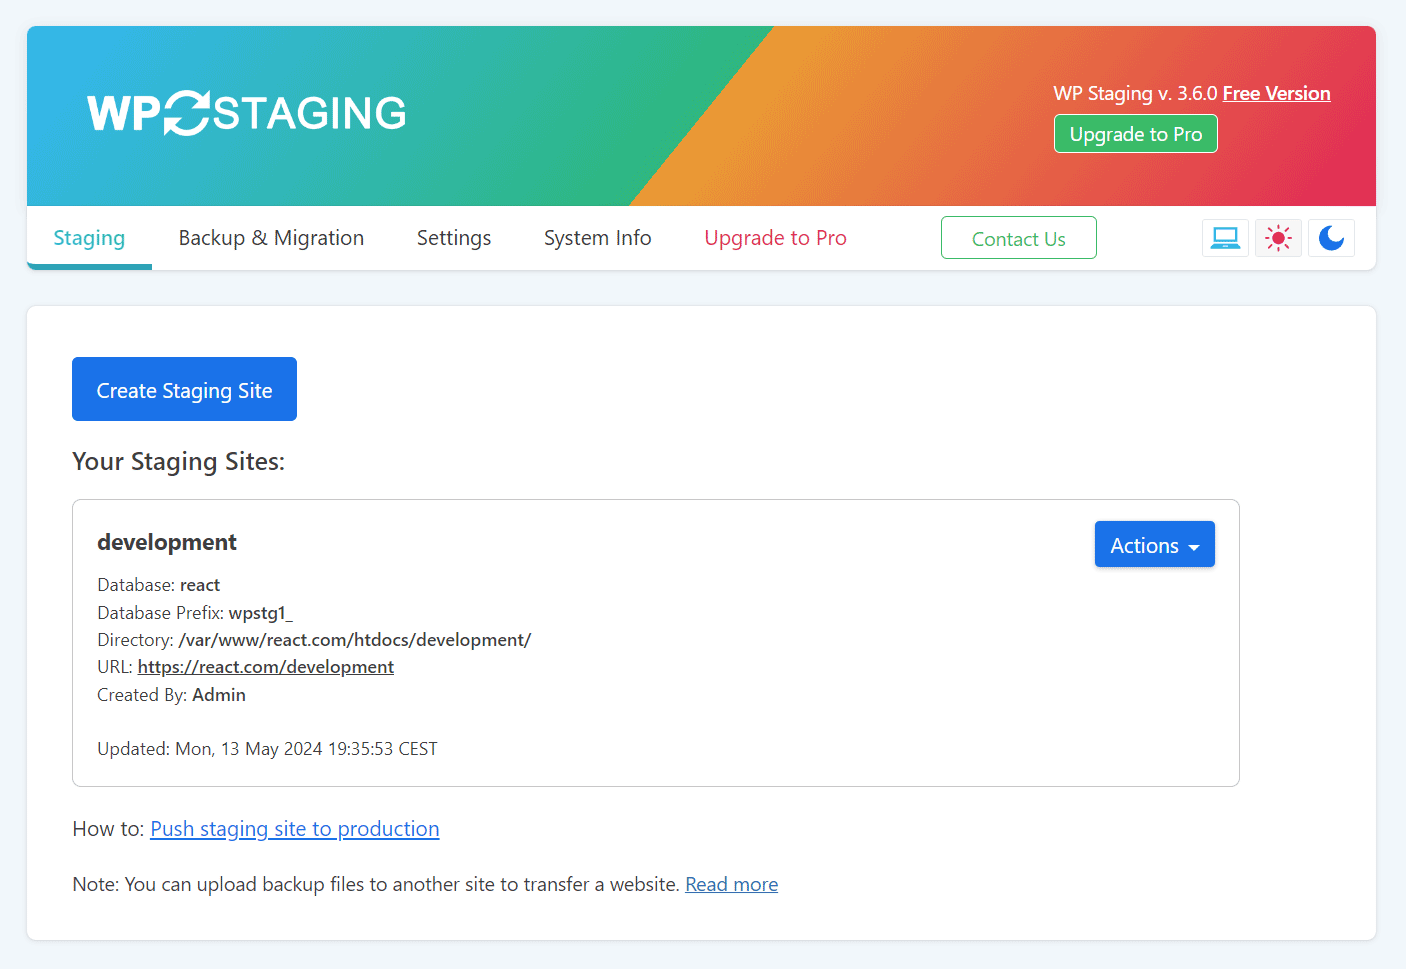 WP STAGING
WP Staging v. 3.6.0 Free Version
Upgrade to Pro
Staging
Backup & Migration
Settings
System Info
Upgrade to Pro
Contact Us
Create Staging Site
Your Staging Sites:
development
Actions
Database: react
Database Prefix: wpstg1_
Directory: /var/www/react.com/htdocs/development/
URL: https://react.com/development
Created By: Admin
Updated: Mon, 13 May 2024 19:35:53 CEST
How to: Push staging site to production
Note: You can upload backup files to another site to transfer a website. Read more